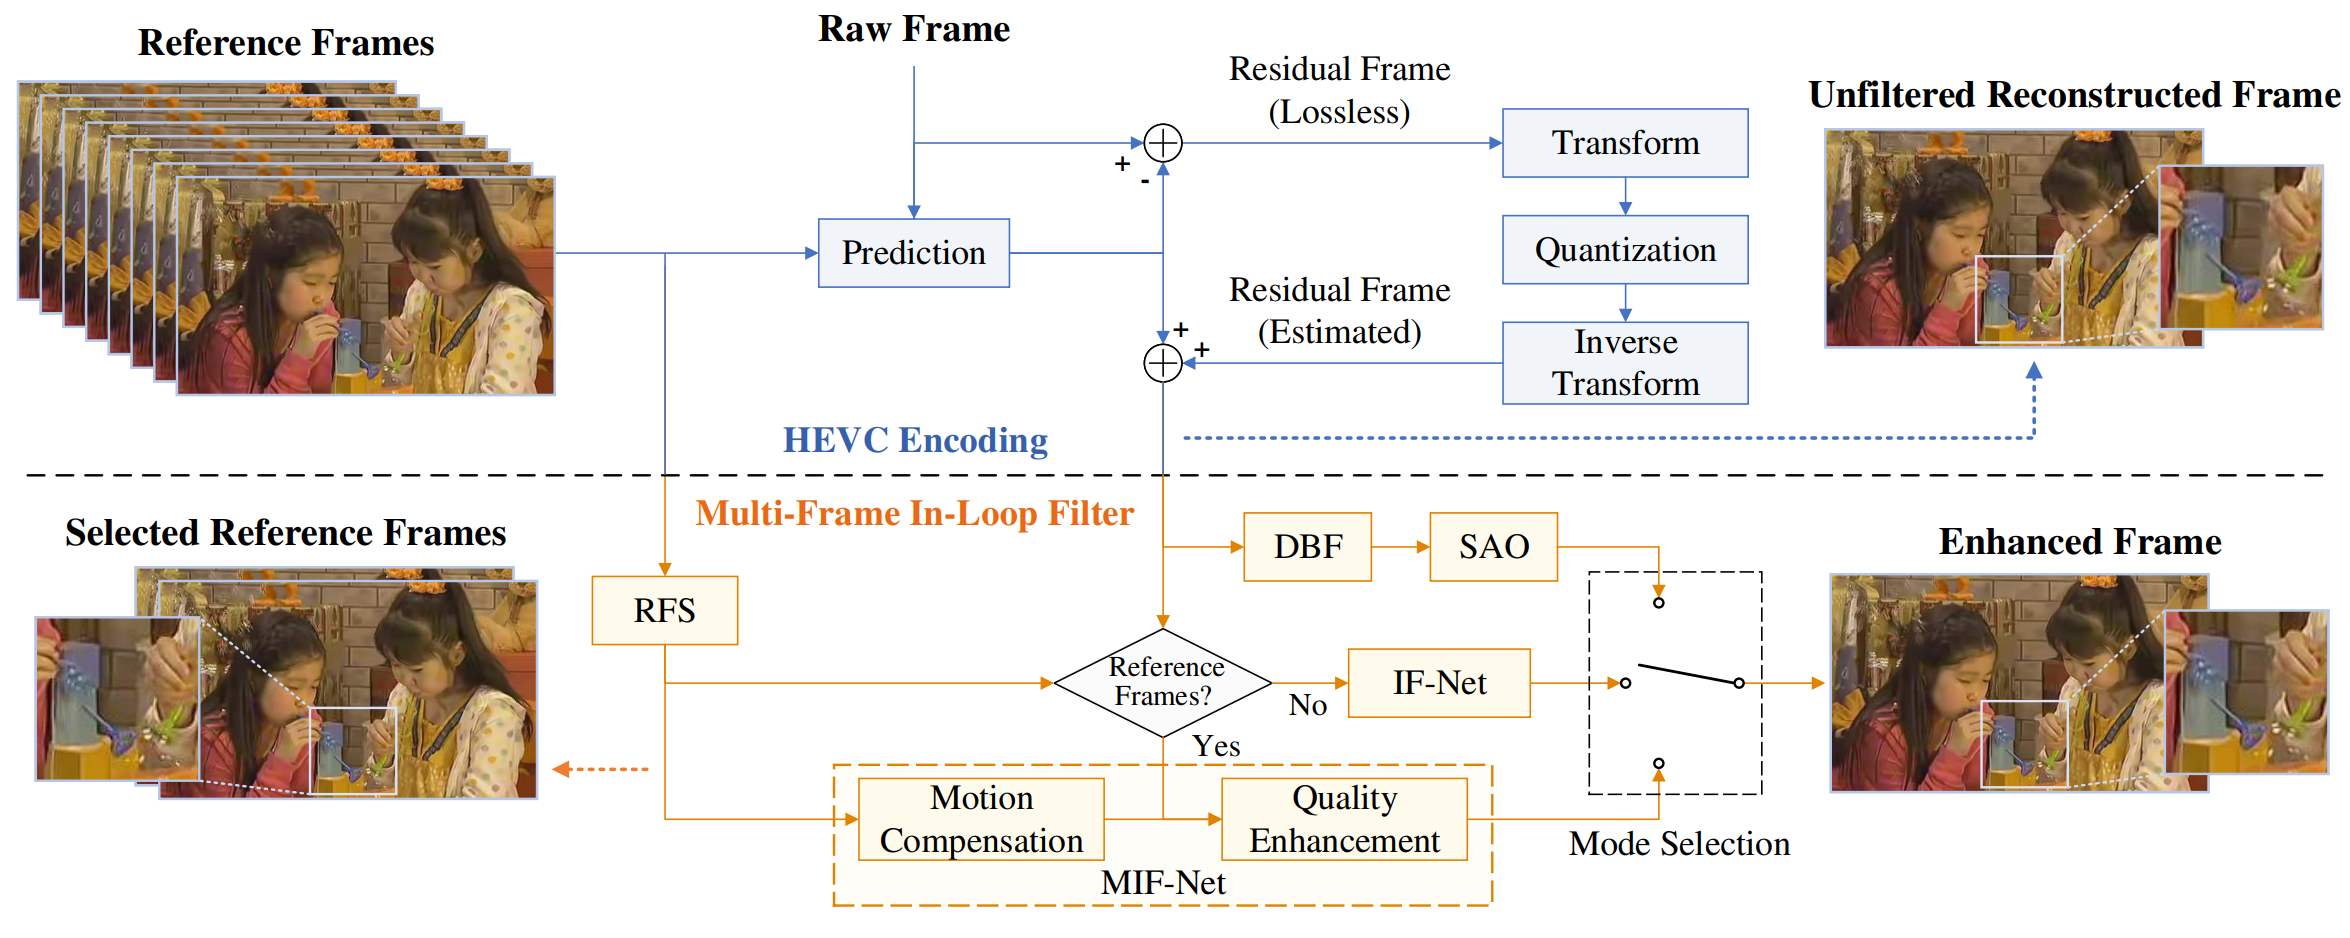 Reference Frames
Raw Frame
Residual Frame
(Lossless)
Transform
Unfiltered Reconstructed Frame
+
-
Prediction
Quantization
Residual Frame
(Estimated)
+
+
Inverse
Transform
HEVC Encoding
Multi-Frame In-Loop Filter
Selected Reference Frames
DBF
SAO
Enhanced Frame
RFS
Reference
Frames?
No
IF-Net
Yes
Motion
Compensation
Quality
Enhancement
Mode Selection
MIF-Net